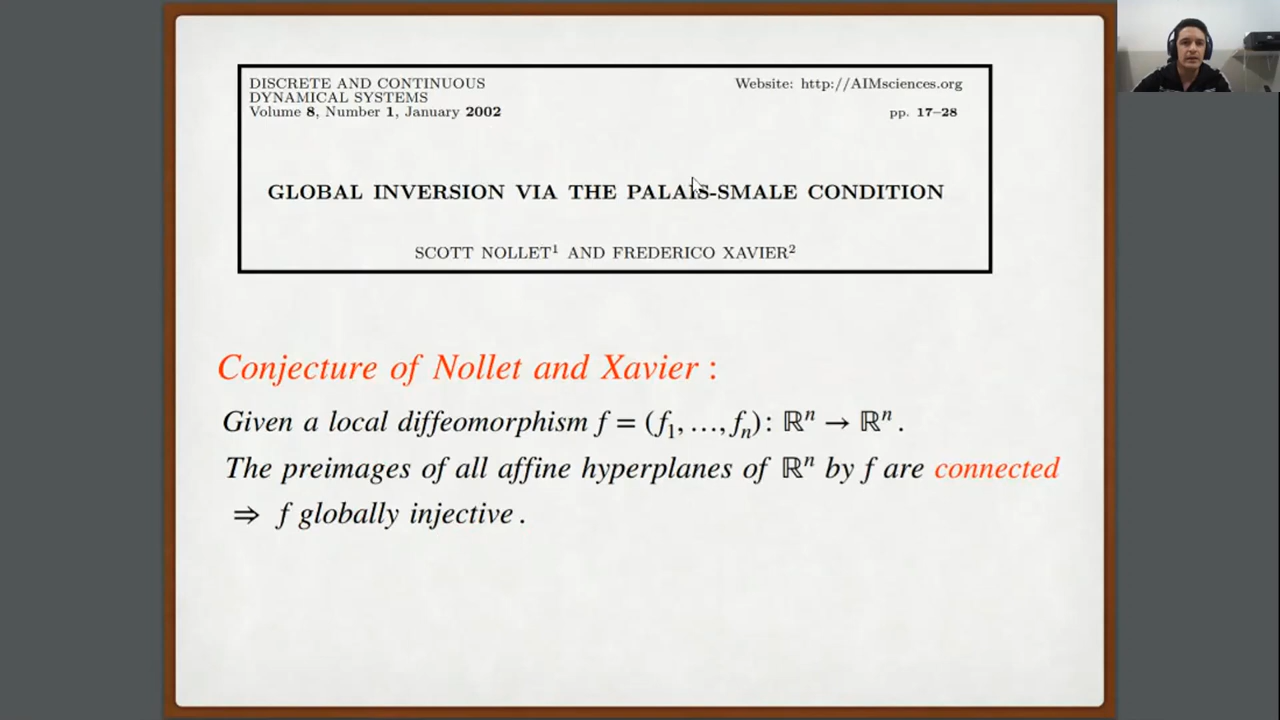 DISCRETE AND CONTINUOUS
DYNAMICAL SYSTEMS
Volume 8, Number 1, January 2002
Website: http://AIMsciences.org
pp. 17–28
GLOBAL INVERSION VIA THE PALAIS-SMALE CONDITION
SCOTT NOLLET¹ AND FREDERICO XAVIER²
Conjecture of Nollet and Xavier :
Given a local diffeomorphism f = (f₁, …, fₙ): ℝⁿ → ℝⁿ .
The preimages of all affine hyperplanes of ℝⁿ by f are connected
⇒ f globally injective .